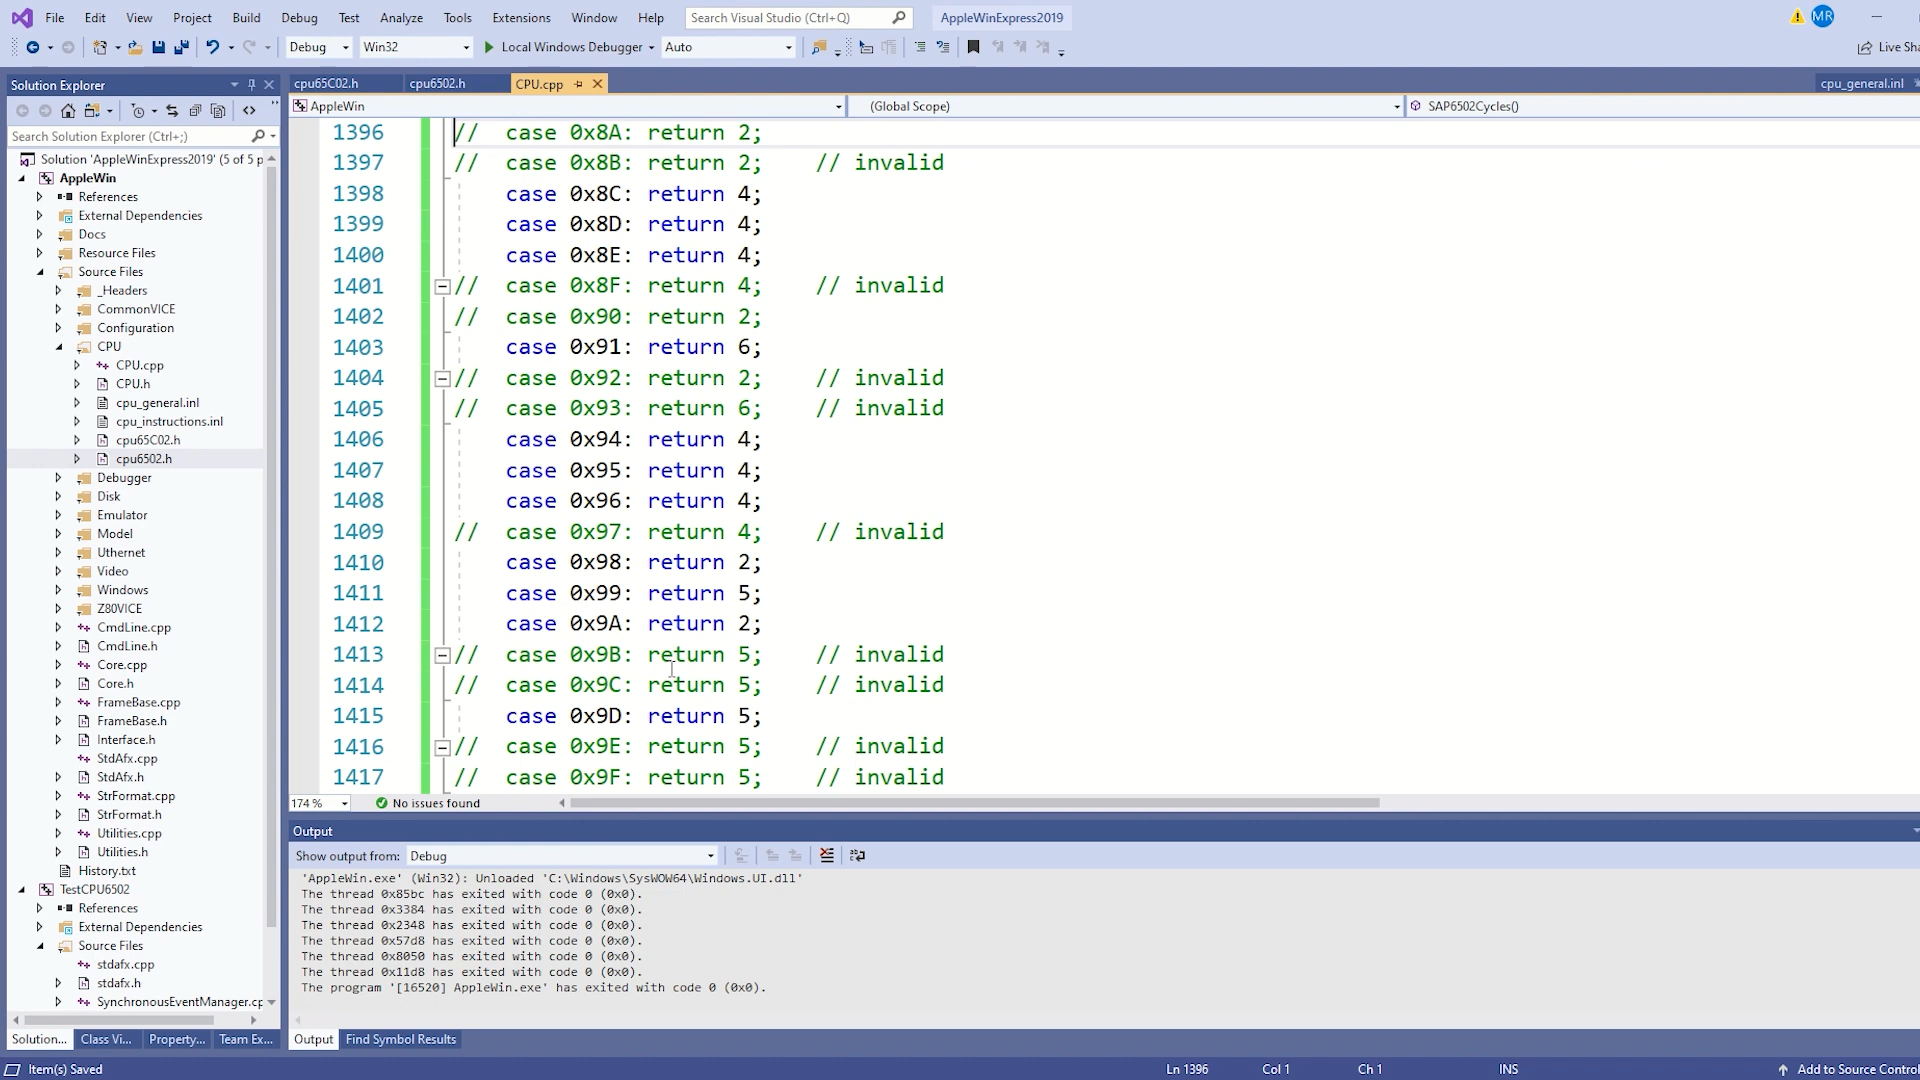 File Edit View Project Build Debug Test Analyze Tools Extensions Window Help Search Visual Studio (Ctrl+Q) AppleWinExpress2019 MR
Debug Win32 Local Windows Debugger Auto Live Sha
Solution Explorer
Search Solution Explorer (Ctrl+;)
Solution 'AppleWinExpress2019' (5 of 5 p
AppleWin
References
External Dependencies
Docs
Resource Files
Source Files
_Headers
CommonVICE
Configuration
CPU
CPU.cpp
CPU.h
cpu_general.inl
cpu_instructions.inl
cpu65C02.h
cpu6502.h
Debugger
Disk
Emulator
Model
Uthernet
Video
Windows
Z80VICE
CmdLine.cpp
CmdLine.h
Core.cpp
Core.h
FrameBase.cpp
FrameBase.h
Interface.h
StdAfx.cpp
StdAfx.h
StrFormat.cpp
StrFormat.h
Utilities.cpp
Utilities.h
History.txt
TestCPU6502
References
External Dependencies
Source Files
stdafx.cpp
stdafx.h
SynchronousEventManager.cp
Solution... Class Vi... Property... Team Ex...
cpu65C02.h cpu6502.h CPU.cpp cpu_general.inl
AppleWin (Global Scope) SAP6502Cycles()
1396 // case 0x8A: return 2;
1397 // case 0x8B: return 2; // invalid
1398 case 0x8C: return 4;
1399 case 0x8D: return 4;
1400 case 0x8E: return 4;
1401 // case 0x8F: return 4; // invalid
1402 // case 0x90: return 2;
1403 case 0x91: return 6;
1404 // case 0x92: return 2; // invalid
1405 // case 0x93: return 6; // invalid
1406 case 0x94: return 4;
1407 case 0x95: return 4;
1408 case 0x96: return 4;
1409 // case 0x97: return 4; // invalid
1410 case 0x98: return 2;
1411 case 0x99: return 5;
1412 case 0x9A: return 2;
1413 // case 0x9B: return 5; // invalid
1414 // case 0x9C: return 5; // invalid
1415 case 0x9D: return 5;
1416 // case 0x9E: return 5; // invalid
1417 // case 0x9F: return 5; // invalid
174 % No issues found
Output
Show output from: Debug
'AppleWin.exe' (Win32): Unloaded 'C:\Windows\SysWOW64\Windows.UI.dll'
The thread 0x85bc has exited with code 0 (0x0).
The thread 0x3384 has exited with code 0 (0x0).
The thread 0x2348 has exited with code 0 (0x0).
The thread 0x57d8 has exited with code 0 (0x0).
The thread 0x8050 has exited with code 0 (0x0).
The thread 0x11d8 has exited with code 0 (0x0).
The program '[16520] AppleWin.exe' has exited with code 0 (0x0).
Output Find Symbol Results
Item(s) Saved Ln 1396 Col 1 Ch 1 INS Add to Source Control